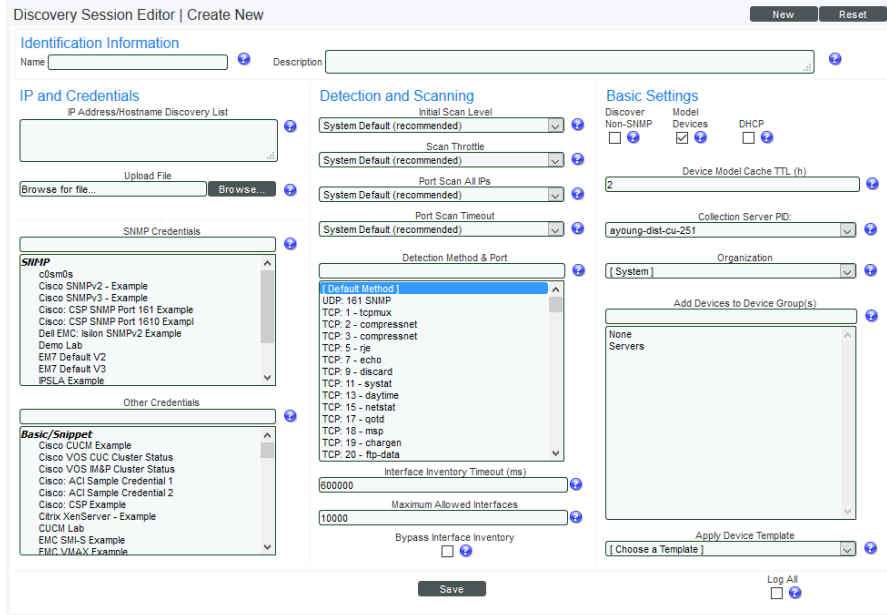 Discovery Session Editor | Create New
New
Reset
Identification Information
Name
Description
IP and Credentials
IP Address/Hostname Discovery List
Upload File
Browse for file...
Browse...
SNMP Credentials
SNMP
c0sm0s
Cisco SNMPv2 - Example
Cisco SNMPv3 - Example
Cisco: CSP SNMP Port 161 Example
Cisco: CSP SNMP Port 1610 Exampl
Dell EMC: Isilon SNMPv2 Example
Demo Lab
EM7 Default V2
EM7 Default V3
IPSLA Example
Other Credentials
Basic/Snippet
Cisco CUCM Example
Cisco VOS CUC Cluster Status
Cisco VOS IM&P Cluster Status
Cisco: ACI Sample Credential 1
Cisco: ACI Sample Credential 2
Cisco: CSP Example
Citrix XenServer - Example
CUCM Lab
EMC SMI-S Example
EMC VMAX Example
Detection and Scanning
Initial Scan Level
System Default (recommended)
Scan Throttle
System Default (recommended)
Port Scan All IPs
System Default (recommended)
Port Scan Timeout
System Default (recommended)
Detection Method & Port
[ Default Method ]
UDP: 161 SNMP
TCP: 1 - tcpmux
TCP: 2 - compressnet
TCP: 3 - compressnet
TCP: 5 - rje
TCP: 7 - echo
TCP: 9 - discard
TCP: 11 - systat
TCP: 13 - daytime
TCP: 15 - netstat
TCP: 17 - qotd
TCP: 18 - msp
TCP: 19 - chargen
TCP: 20 - ftp-data
Interface Inventory Timeout (ms)
600000
Maximum Allowed Interfaces
10000
Bypass Interface Inventory
Basic Settings
Discover
Non-SNMP
Model
Devices
DHCP
Device Model Cache TTL (h)
2
Collection Server PID:
ayoung-dist-cu-251
Organization
[ System ]
Add Devices to Device Group(s)
None
Servers
Apply Device Template
[ Choose a Template ]
Save
Log All